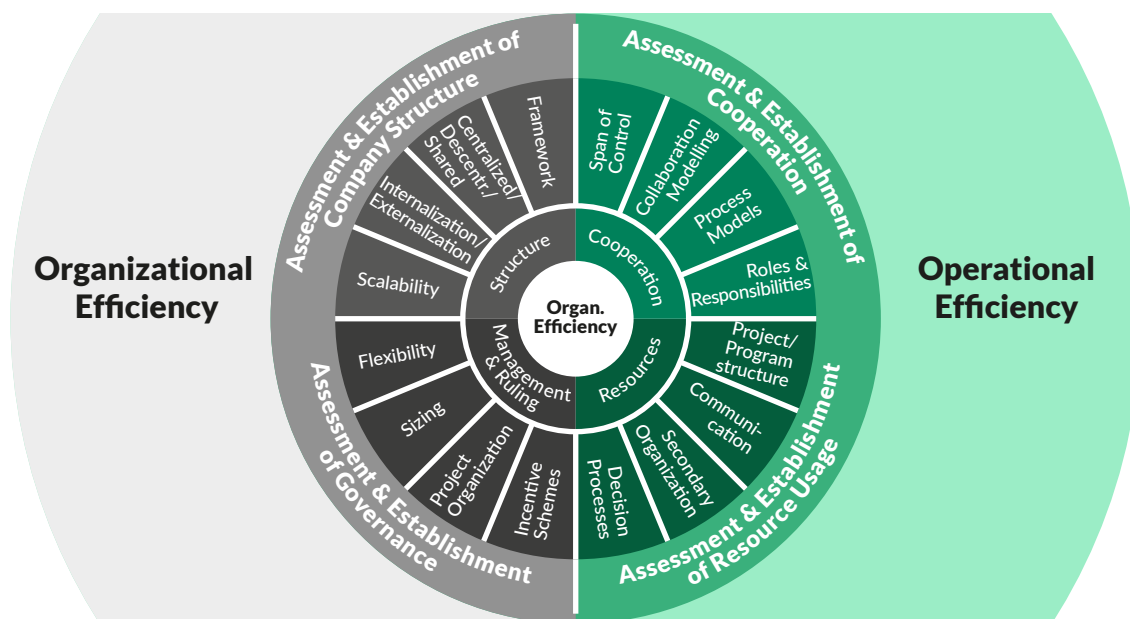 Organizational
Efficiency
Assessment & Establishment of
Company Structure
Framework
Centralized/
Descentr./
Shared
Internalization/
Externalization
Scalability
Structure
Assessment & Establishment of
Cooperation
Span of
Control
Collaboration
Modelling
Process
Models
Roles &
Responsibilities
Cooperation
Organ.
Efficiency
Management
& Ruling
Flexibility
Sizing
Project
Organization
Incentive
Schemes
Assessment & Establishment
of Governance
Resources
Project/
Program
structure
Communi-
cation
Secondary
Organization
Decision
Processes
Assessment & Establishment
of Resource Usage
Operational
Efficiency